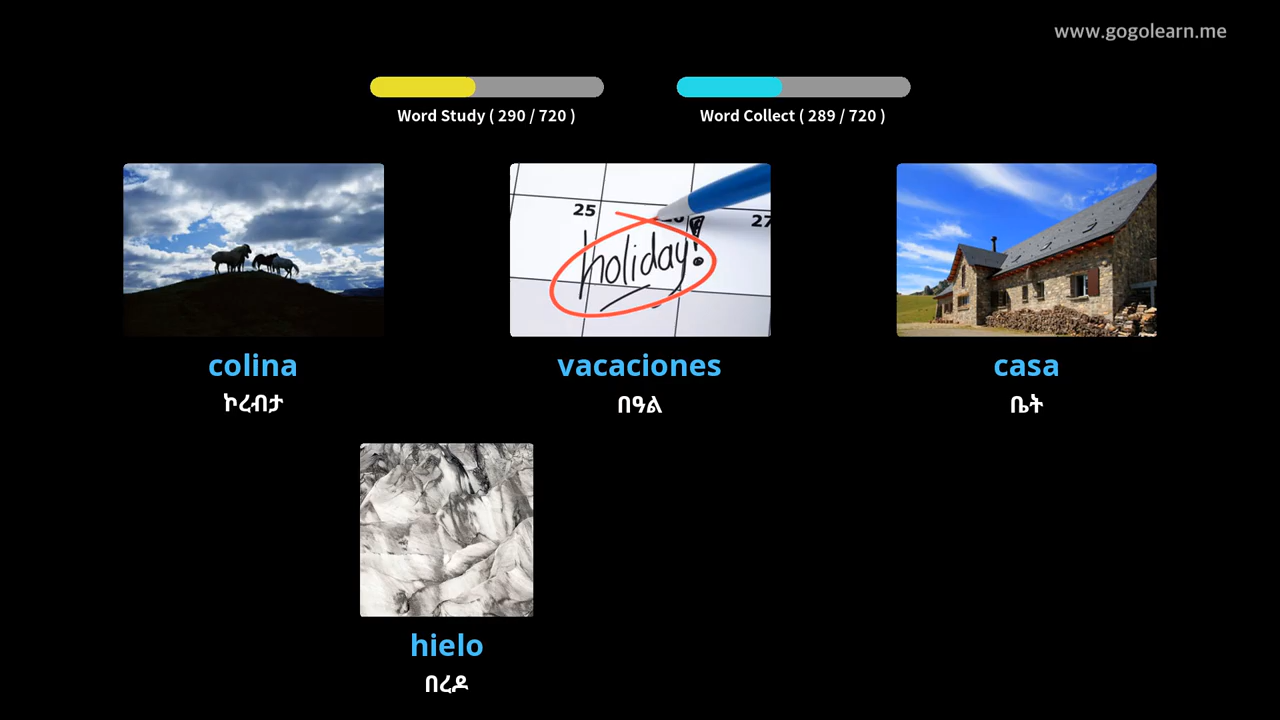 www.gogolearn.me
Word Study ( 290 / 720 )
Word Collect ( 289 / 720 )
25
27
holiday!
colina
ኮረብታ
vacaciones
በዓል
casa
ቤት
hielo
በረዶ